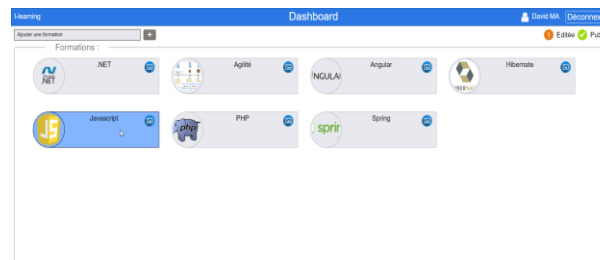 I-learning
Dashboard
David MA
Déconnex
Ajouter une formation
+
! Editée
Pub
Formations :
.NET
Agilité
Angular
Hibernate
.NET
NGULA
Javascript
PHP
Spring
JS
php
sprin